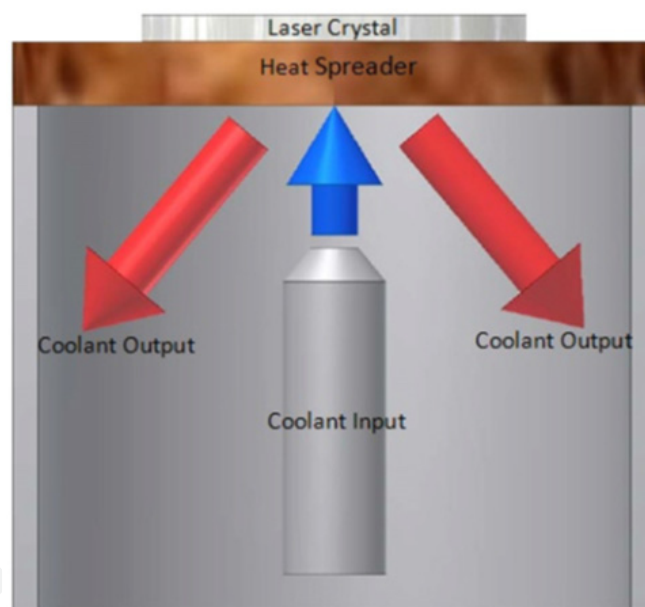 Laser Crystal
Heat Spreader
Coolant Output
Coolant Output
Coolant Input